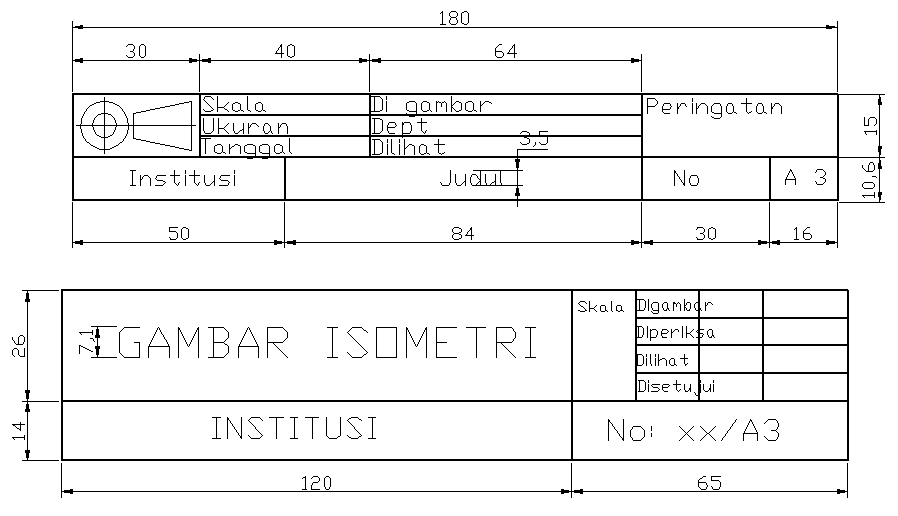 180
30 40 64
Skala Di gambar Peringatan
Ukuran Dept 15
Tanggal Dilihat 3,5
Institusi Judul No A 3 10,6
50 84 30 16
Skala DIgambar
26 7,1 GAMBAR ISOMETRI DIperIksa
DIlihat
Disetujui
14 INSTITUSI No: xx/A3
120 65